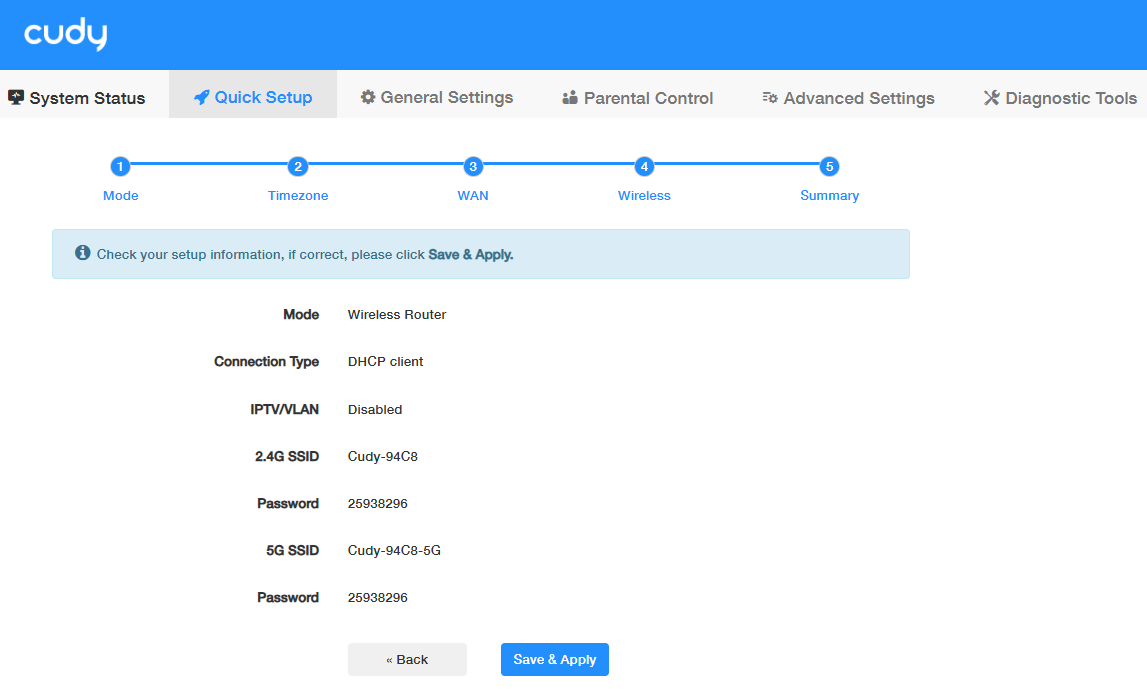 cudy
System Status Quick Setup General Settings Parental Control Advanced Settings Diagnostic Tools
1 2 3 4 5
Mode Timezone WAN Wireless Summary
Check your setup information, if correct, please click Save & Apply.
Mode Wireless Router
Connection Type DHCP client
IPTV/VLAN Disabled
2.4G SSID Cudy-94C8
Password 25938296
5G SSID Cudy-94C8-5G
Password 25938296
« Back Save & Apply